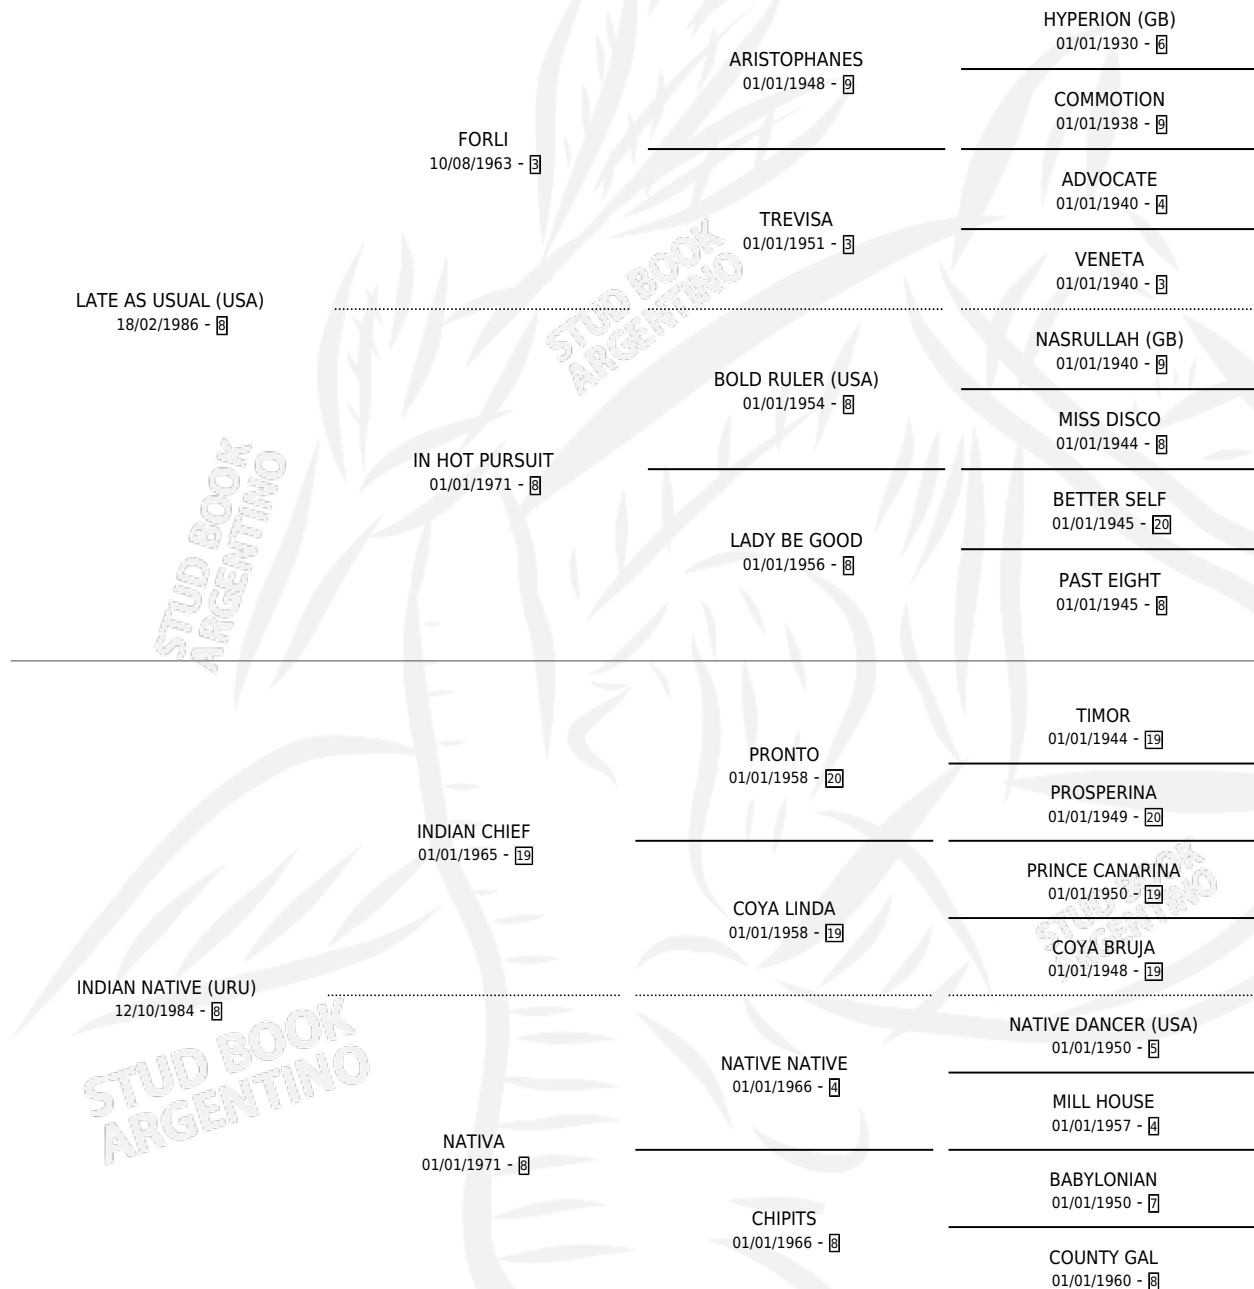 HYPERION (GB)
01/01/1930 - 6
ARISTOPHANES
01/01/1948 - 9
COMMOTION
01/01/1938 - 9
FORLI
10/08/1963 - 3
ADVOCATE
01/01/1940 - 4
TREVISA
01/01/1951 - 3
VENETA
01/01/1940 - 3
LATE AS USUAL (USA)
18/02/1986 - 8
STUD BOOK
ARGENTINO
NASRULLAH (GB)
01/01/1940 - 9
BOLD RULER (USA)
01/01/1954 - 8
MISS DISCO
01/01/1944 - 8
IN HOT PURSUIT
01/01/1971 - 8
BETTER SELF
01/01/1945 - 20
LADY BE GOOD
01/01/1956 - 8
PAST EIGHT
01/01/1945 - 8
STUD BOOK
ARGENTINO
TIMOR
01/01/1944 - 19
PRONTO
01/01/1958 - 20
PROSPERINA
01/01/1949 - 20
INDIAN CHIEF
01/01/1965 - 19
PRINCE CANARINA
01/01/1950 - 19
COYA LINDA
01/01/1958 - 19
COYA BRUJA
01/01/1948 - 19
STUD BOOK
ARGENTINO
INDIAN NATIVE (URU)
12/10/1984 - 8
NATIVE DANCER (USA)
01/01/1950 - 5
NATIVE NATIVE
01/01/1966 - 4
MILL HOUSE
01/01/1957 - 4
STUD BOOK
ARGENTINO
NATIVA
01/01/1971 - 8
BABYLONIAN
01/01/1950 - 7
CHIPITS
01/01/1966 - 8
COUNTY GAL
01/01/1960 - 8